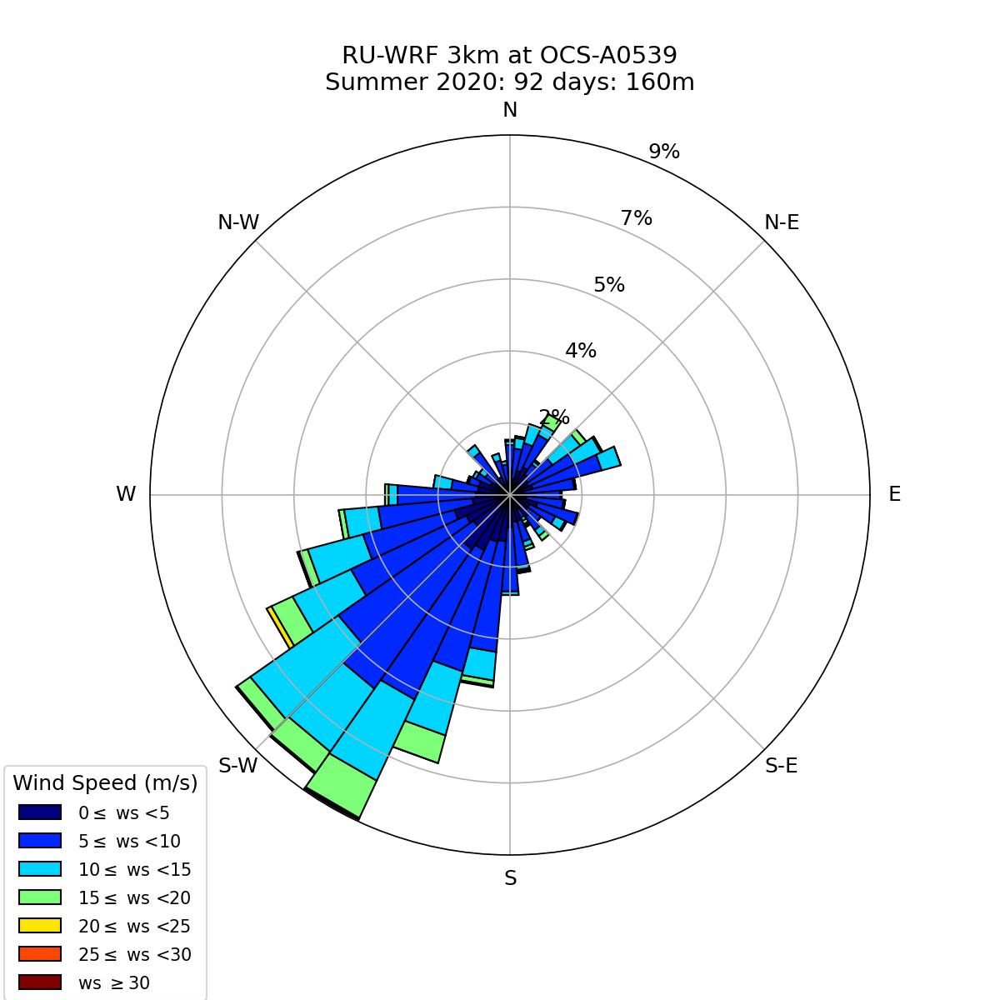 RU-WRF 3km at OCS-A0539
Summer 2020: 92 days: 160m
N
9%
N-W
N-E
7%
5%
4%
2%
W
E
S-W
S-E
S
Wind Speed (m/s)
0≤ ws <5
5≤ ws <10
10≤ ws <15
15≤ ws <20
20≤ ws <25
25≤ ws <30
ws ≥30